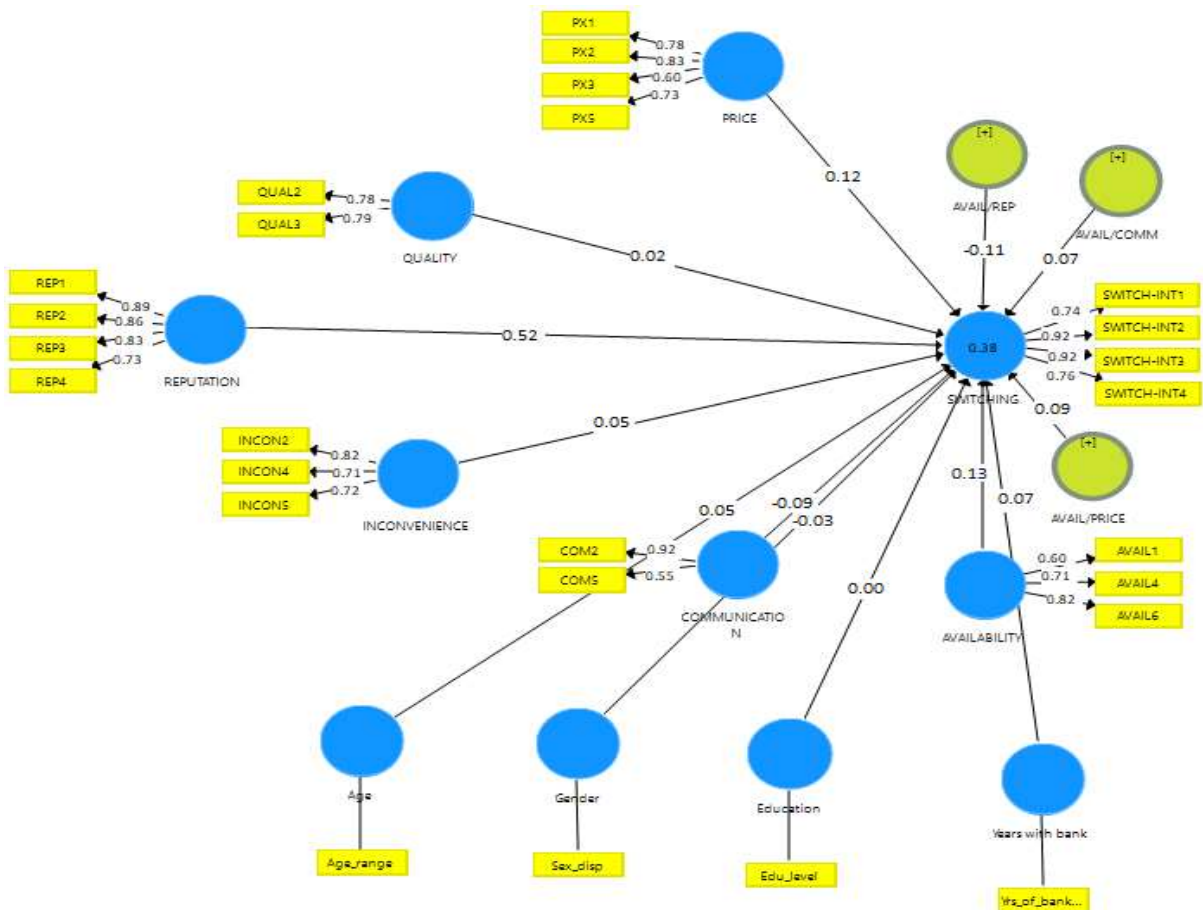 PX1
0.78
PX2
0.83
PX3
0.60
0.73
PX5
PRICE
[+]
[+]
0.12
AVAIL/REP
AVAIL/COMM
QUAL2
0.78
QUAL3
0.79
QUALITY
-0.11
0.07
0.02
REP1
0.89
REP2
0.86
REP3
0.83
0.73
REP4
REPUTATION
0.52
0.38
SWITCHING
0.74
SWITCH-INT1
0.92
SWITCH-INT2
0.92
SWITCH-INT3
0.76
SWITCH-INT4
0.09
0.05
INCON2
0.82
INCON4
0.71
INCON5
0.72
INCONVENIENCE
[+]
0.13
0.07
AVAIL/PRICE
0.05
-0.09
-0.03
COM2
0.92
COM5
0.55
COMMUNICATIO
N
0.00
0.60
AVAIL1
0.71
AVAIL4
0.82
AVAIL6
AVAILABILITY
Age
Gender
Education
Years with bank
Age_range
Sex_disp
Edu_level
Yrs_of_bank...